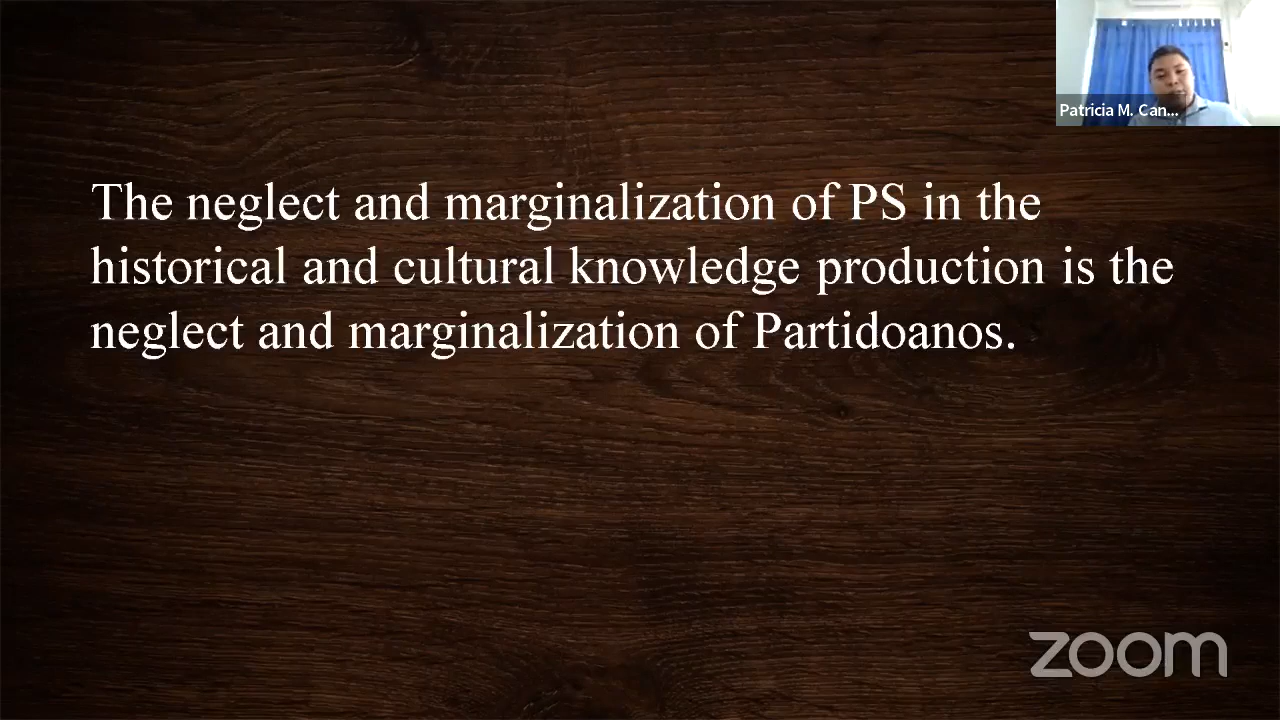 Patricia M. Can...
The neglect and marginalization of PS in the
historical and cultural knowledge production is the
neglect and marginalization of Partidoanos.
zoom